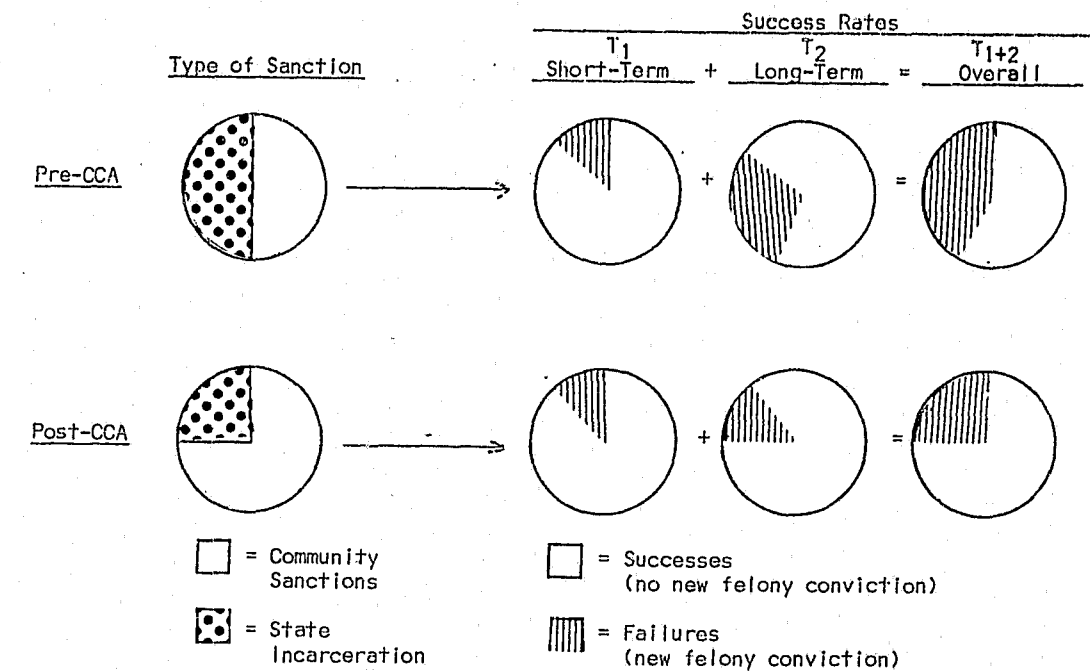 Success Rates
Type of Sanction
T1 Short-Term + T2 Long-Term = T1+2 Overall
Pre-CCA
+ =
Post-CCA
+ =
= Community Sanctions
= State Incarceration
= Successes
(no new felony conviction)
= Failures
(new felony conviction)